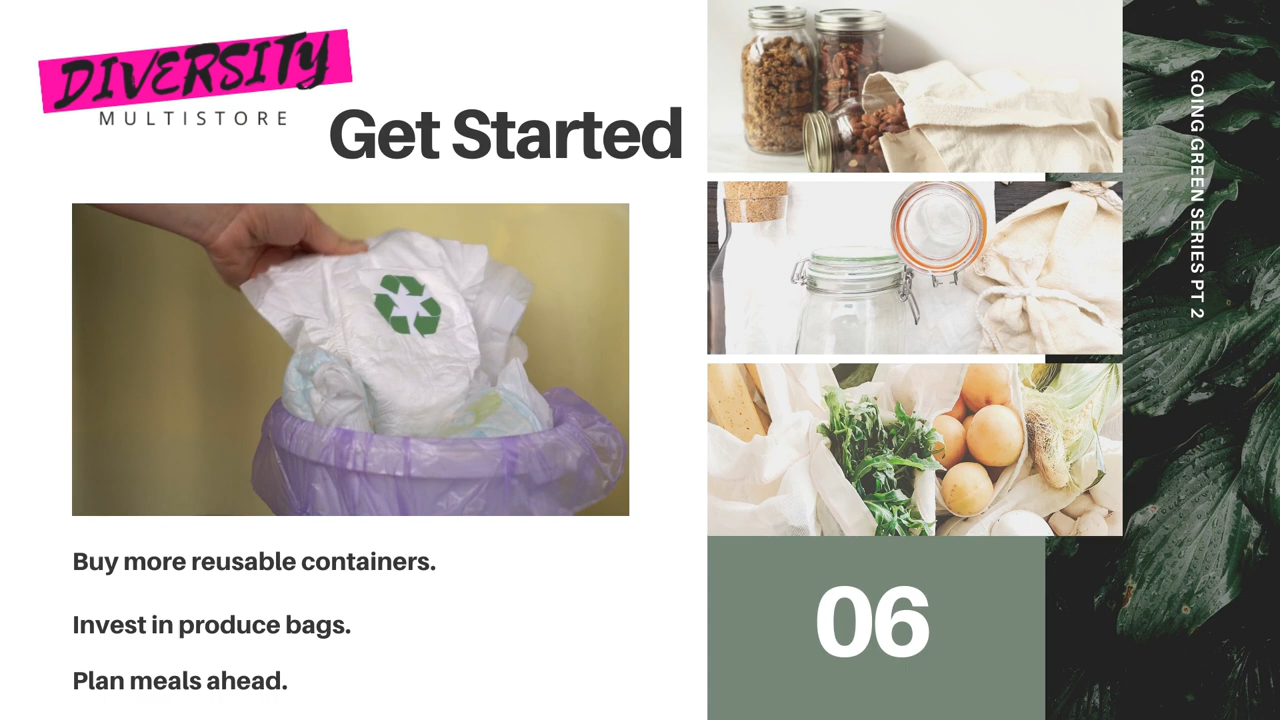 DIVERSITY
MULTISTORE
Get Started
Buy more reusable containers.
Invest in produce bags.
Plan meals ahead.
06
GOING GREEN SERIES PT 2